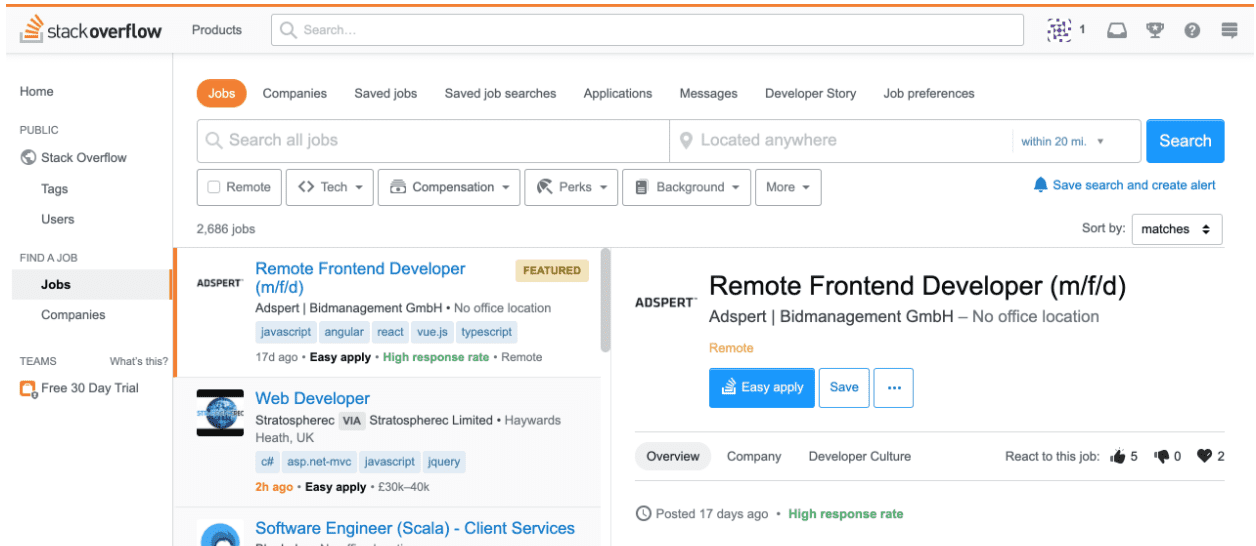 stackoverflow Products Search... 1
Home
PUBLIC
Stack Overflow
Tags
Users
FIND A JOB
Jobs
Companies
TEAMS What's this?
Free 30 Day Trial
Jobs Companies Saved jobs Saved job searches Applications Messages Developer Story Job preferences
Search all jobs Located anywhere within 20 mi. Search
Remote Tech Compensation Perks Background More Save search and create alert
2,686 jobs Sort by: matches
ADSPERT
Remote Frontend Developer FEATURED
(m/f/d)
Adspert | Bidmanagement GmbH • No office location
javascript angular react vue.js typescript
17d ago • Easy apply • High response rate • Remote
Web Developer
Stratospherec VIA Stratospherec Limited • Haywards
Heath, UK
c# asp.net-mvc javascript jquery
2h ago • Easy apply • £30k–40k
Software Engineer (Scala) - Client Services
ADSPERT
Remote Frontend Developer (m/f/d)
Adspert | Bidmanagement GmbH – No office location
Remote
Easy apply Save ...
Overview Company Developer Culture React to this job: 5 0 2
Posted 17 days ago • High response rate